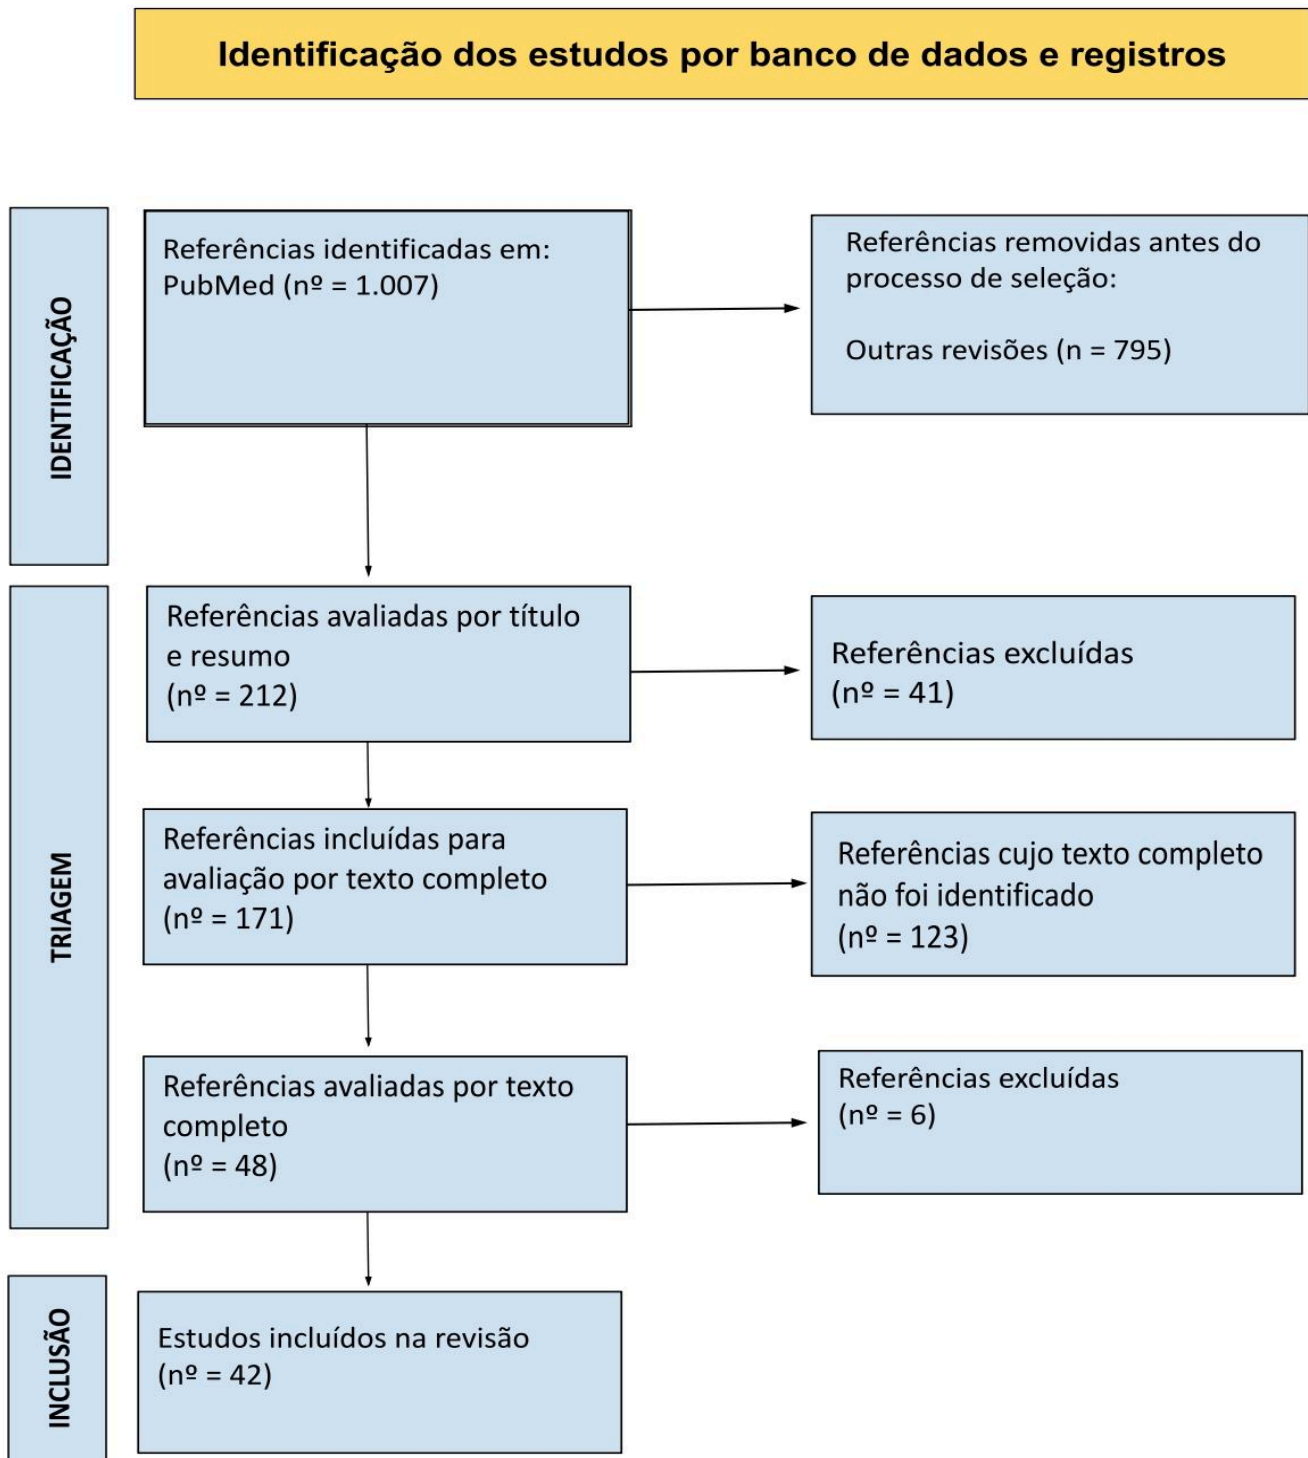 Identificação dos estudos por banco de dados e registros
IDENTIFICAÇÃO
Referências identificadas em:
PubMed (nº = 1.007)
Referências removidas antes do
processo de seleção:
Outras revisões (n = 795)
TRIAGEM
Referências avaliadas por título
e resumo
(nº = 212)
Referências excluídas
(nº = 41)
Referências incluídas para
avaliação por texto completo
(nº = 171)
Referências cujo texto completo
não foi identificado
(nº = 123)
Referências avaliadas por texto
completo
(nº = 48)
Referências excluídas
(nº = 6)
INCLUSÃO
Estudos incluídos na revisão
(nº = 42)